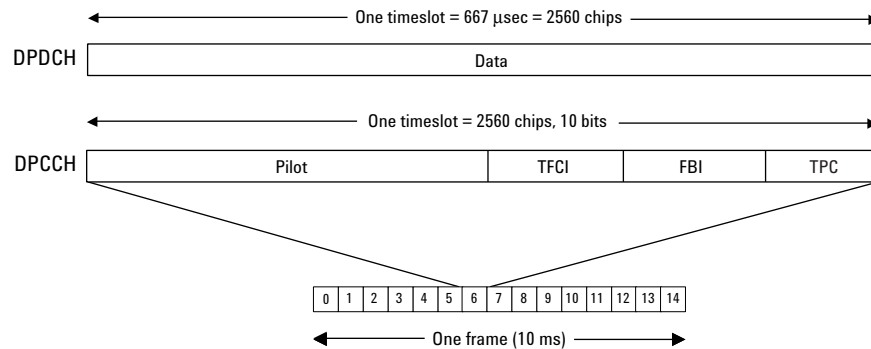 One timeslot = 667 μsec = 2560 chips
DPDCH Data
One timeslot = 2560 chips, 10 bits
DPCCH Pilot TFCI FBI TPC
0 1 2 3 4 5 6 7 8 9 10 11 12 13 14
One frame (10 ms)